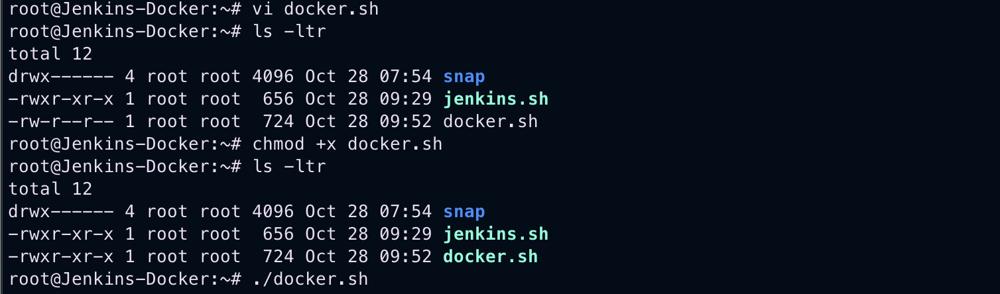 root@Jenkins-Docker:~# vi docker.sh
root@Jenkins-Docker:~# ls -ltr
total 12
drwx------ 4 root root 4096 Oct 28 07:54 snap
-rwxr-xr-x 1 root root  656 Oct 28 09:29 jenkins.sh
-rw-r--r-- 1 root root  724 Oct 28 09:52 docker.sh
root@Jenkins-Docker:~# chmod +x docker.sh
root@Jenkins-Docker:~# ls -ltr
total 12
drwx------ 4 root root 4096 Oct 28 07:54 snap
-rwxr-xr-x 1 root root  656 Oct 28 09:29 jenkins.sh
-rwxr-xr-x 1 root root  724 Oct 28 09:52 docker.sh
root@Jenkins-Docker:~# ./docker.sh